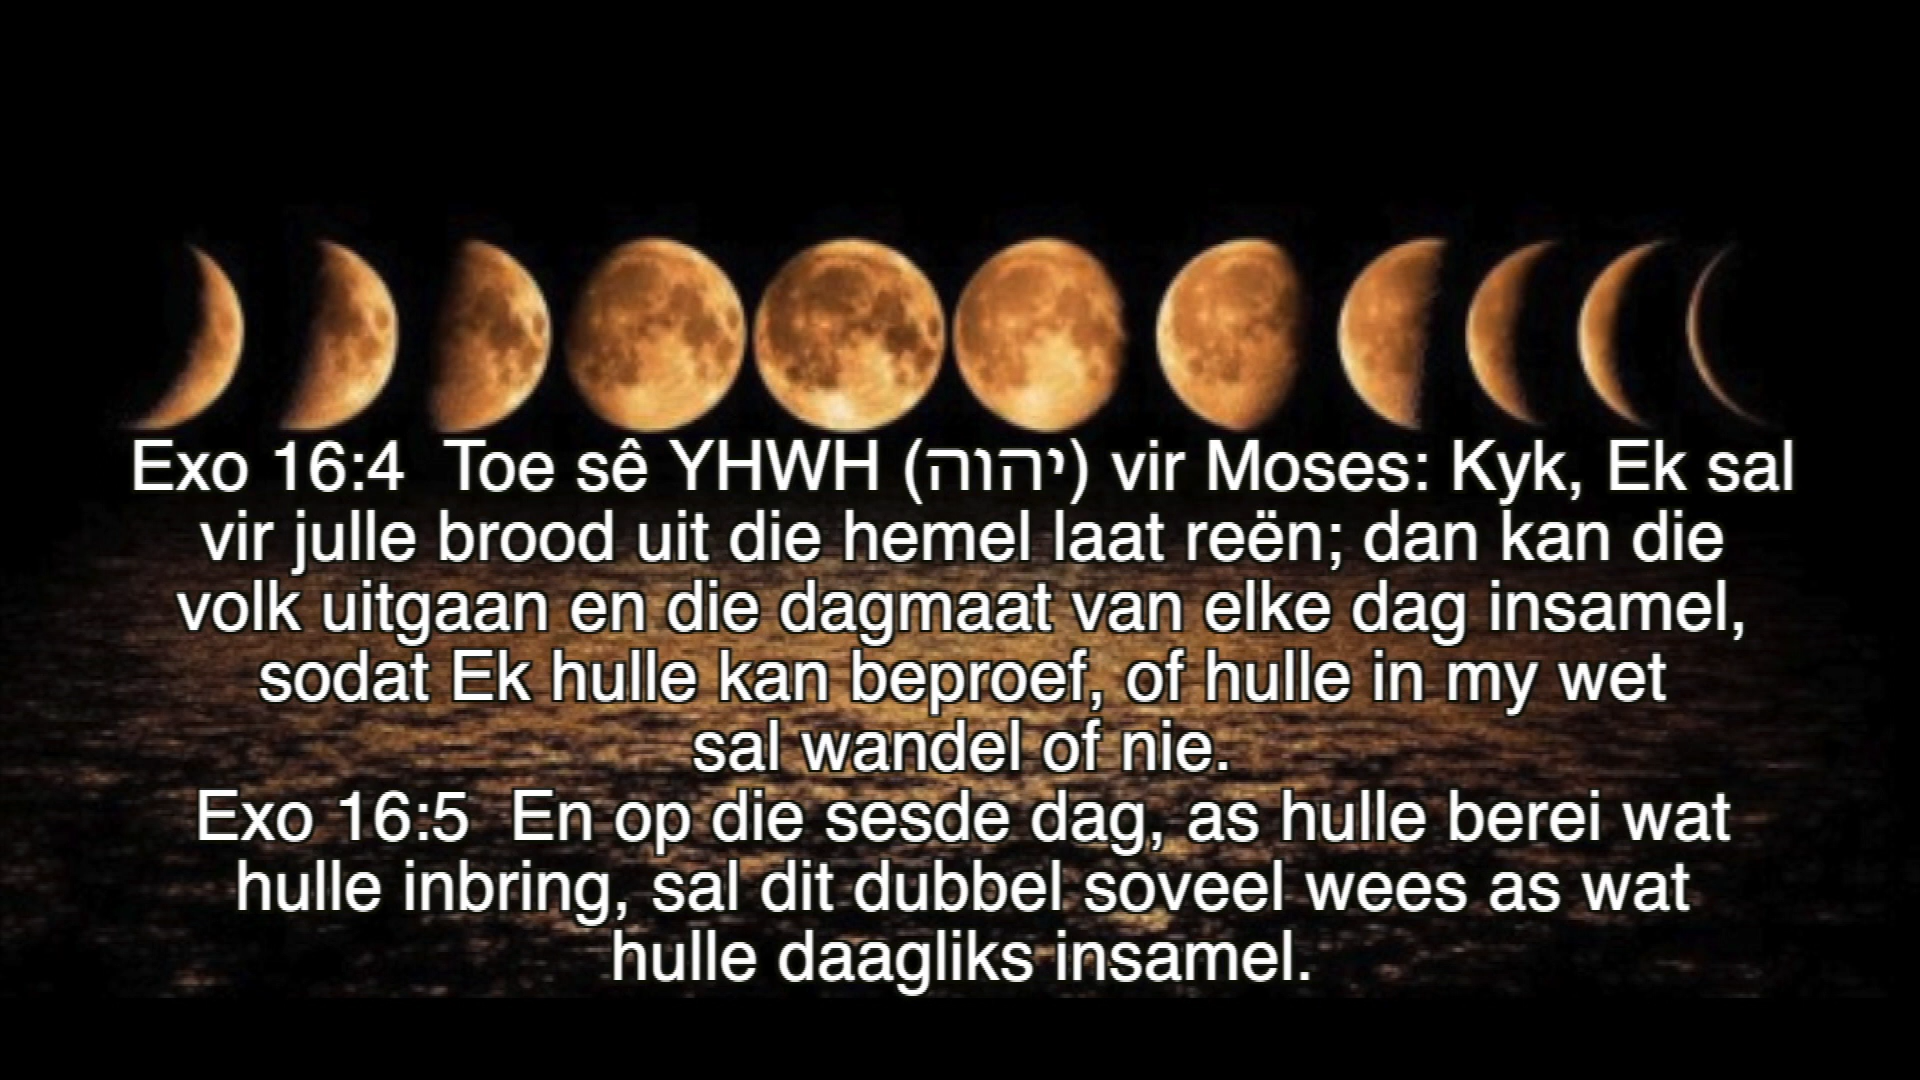 Exo 16:4  Toe sê YHWH (יהוה) vir Moses: Kyk, Ek sal
vir julle brood uit die hemel laat reën; dan kan die
volk uitgaan en die dagmaat van elke dag insamel,
sodat Ek hulle kan beproef, of hulle in my wet
sal wandel of nie.
Exo 16:5  En op die sesde dag, as hulle berei wat
hulle inbring, sal dit dubbel soveel wees as wat
hulle daagliks insamel.